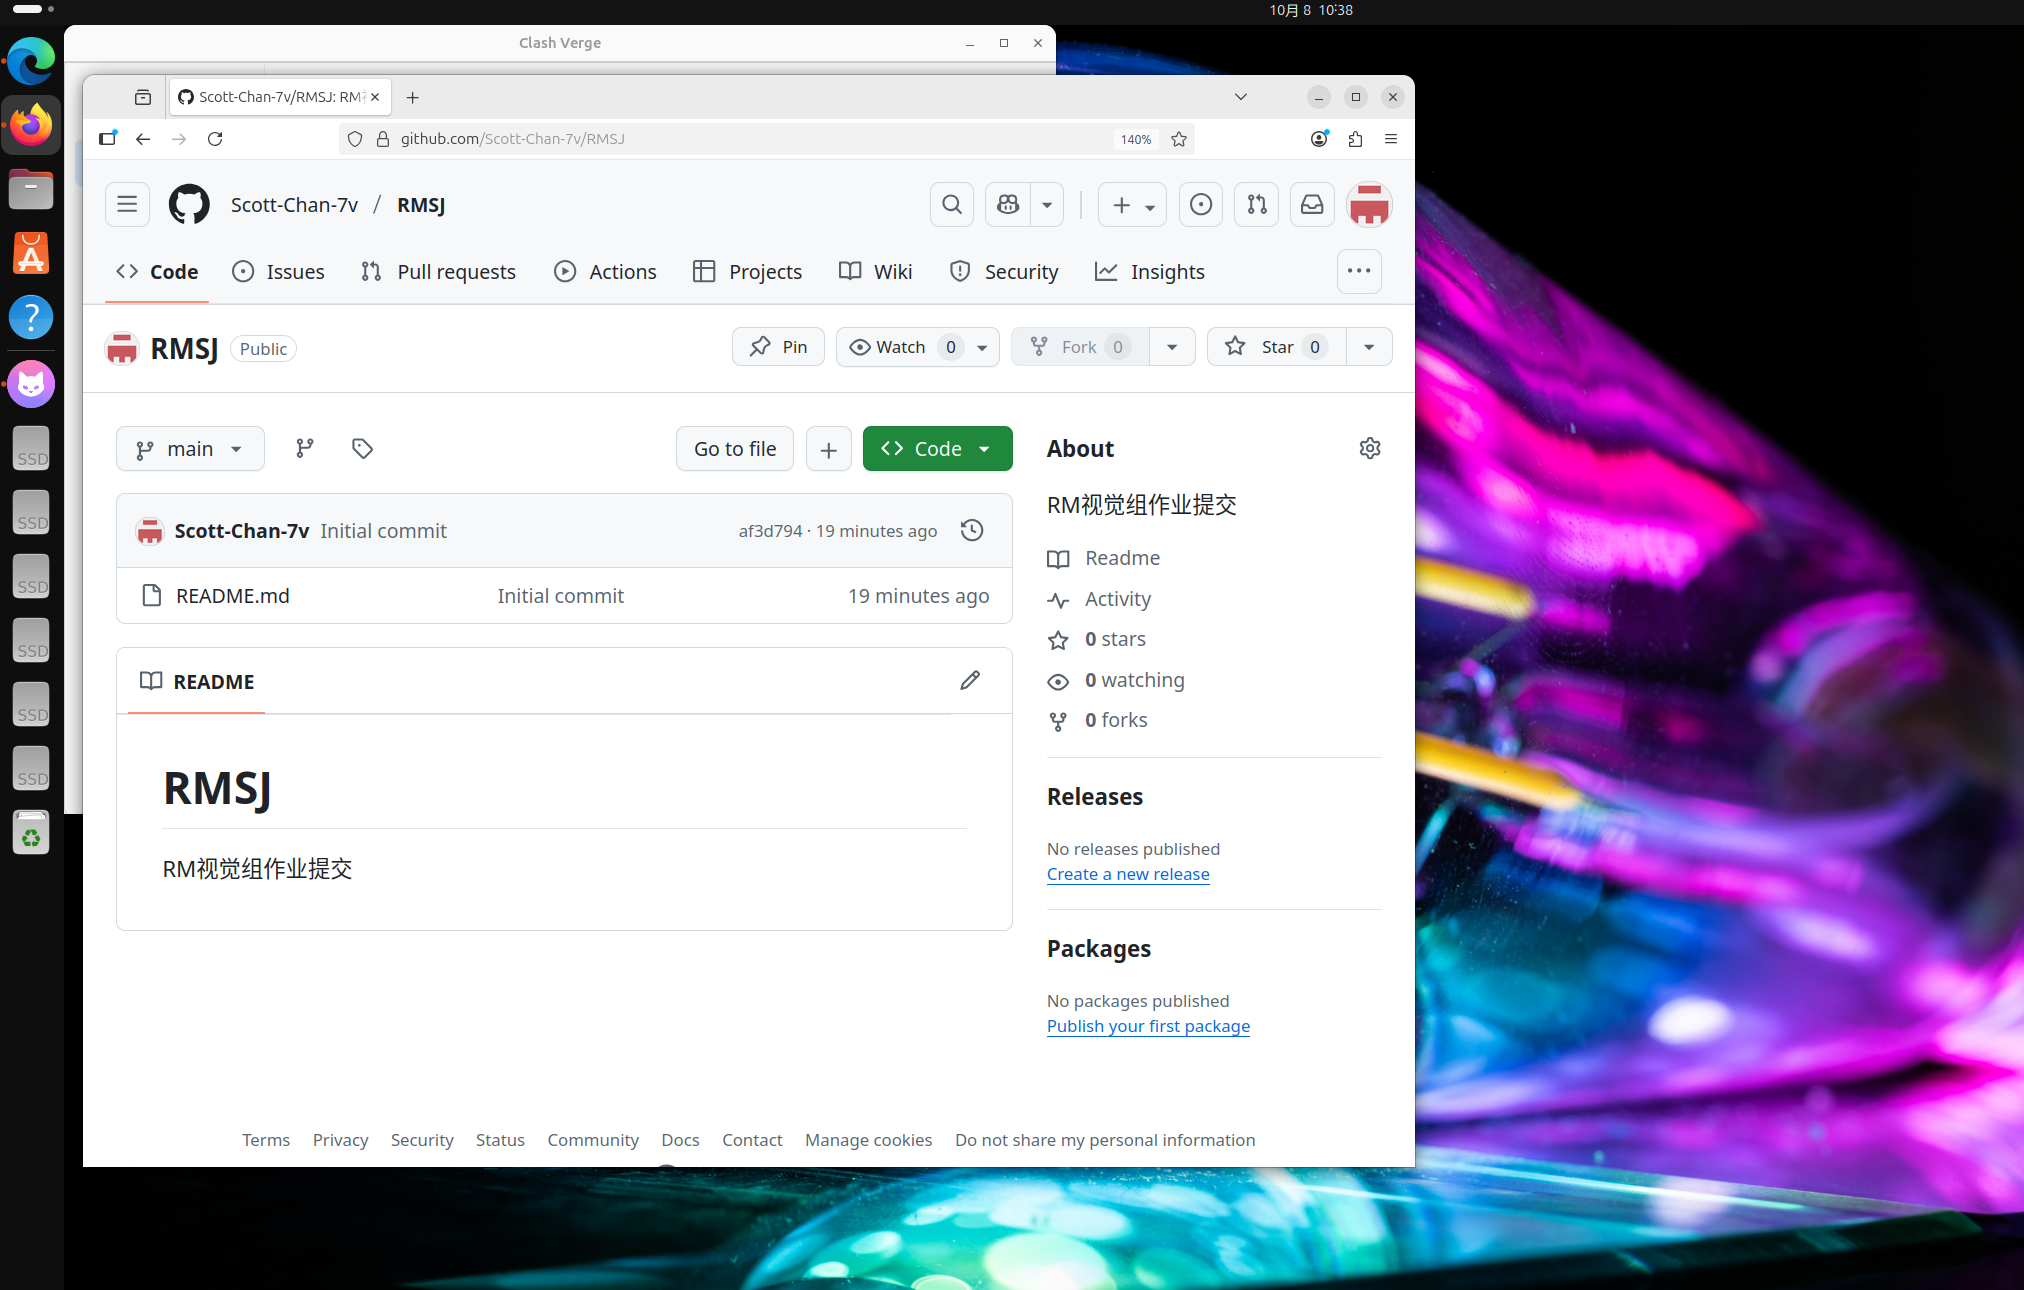 10月 8 10:38
Clash Verge
Scott-Chan-7v/RMSJ: RM
github.com/Scott-Chan-7v/RMSJ
140%
Scott-Chan-7v / RMSJ
Code Issues Pull requests Actions Projects Wiki Security Insights
RMSJ Public Pin Watch 0 Fork 0 Star 0
main Go to file Code
Scott-Chan-7v Initial commit af3d794 · 19 minutes ago
README.md Initial commit 19 minutes ago
README
RMSJ
RM视觉组作业提交
About
RM视觉组作业提交
Readme
Activity
0 stars
0 watching
0 forks
Releases
No releases published
Create a new release
Packages
No packages published
Publish your first package
Terms Privacy Security Status Community Docs Contact Manage cookies Do not share my personal information
SSD
SSD
SSD
SSD
SSD
SSD